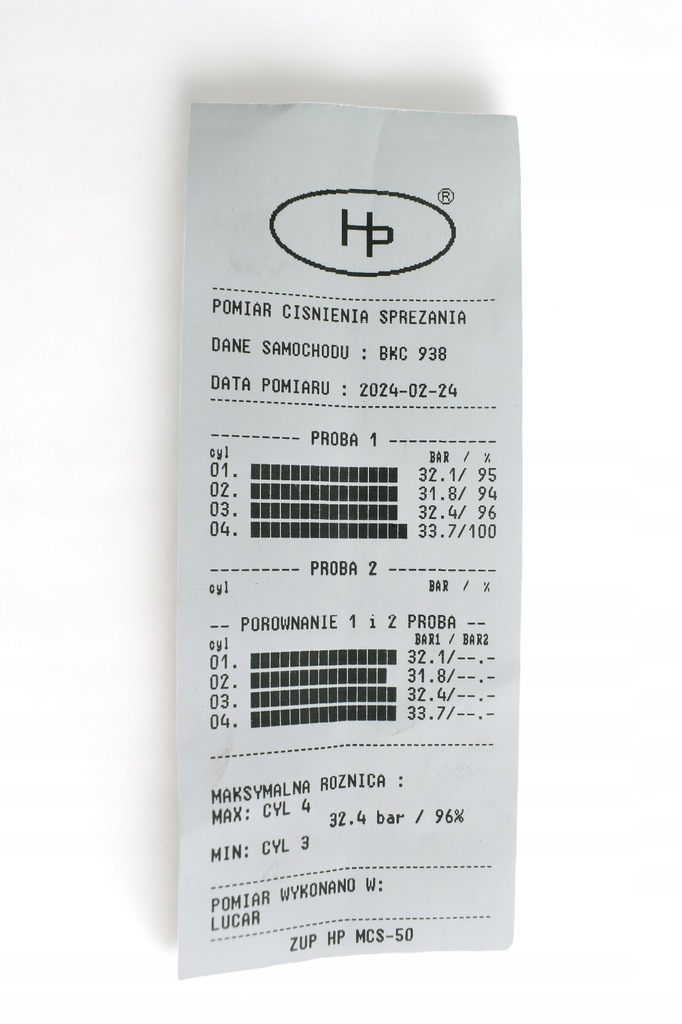 HP ®
POMIAR CISNIENIA SPREZANIA
DANE SAMOCHODU : BKC 938
DATA POMIARU : 2024-02-24
--------- PROBA 1 -----------
cyl BAR / %
01. 32.1/ 95
02. 31.8/ 94
03. 32.4/ 96
04. 33.7/100
--------- PROBA 2 -----------
cyl BAR / %
-- POROWNANIE 1 i 2 PROBA --
cyl BAR1 / BAR2
01. 32.1/--.-
02. 31.8/--.-
03. 32.4/--.-
04. 33.7/--.-
MAKSYMALNA ROZNICA :
MAX: CYL 4
32.4 bar / 96%
MIN: CYL 3
POMIAR WYKONANO W:
LUCAR
ZUP HP MCS-50